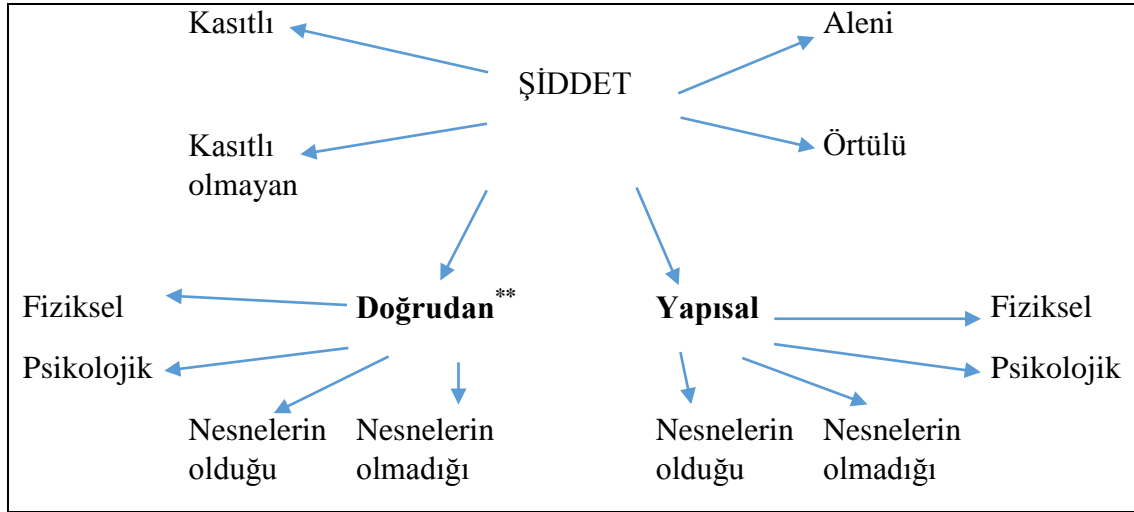 Kasıtlı
Aleni
ŞİDDET
Kasıtlı
olmayan
Örtülü
Fiziksel
Doğrudan**
Yapısal
Fiziksel
Psikolojik
Psikolojik
Nesnelerin
olduğu
Nesnelerin
olmadığı
Nesnelerin
olduğu
Nesnelerin
olmadığı